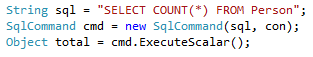 String sql = "SELECT COUNT(*) FROM Person";
SqlCommand cmd = new SqlCommand(sql, con);
Object total = cmd.ExecuteScalar();